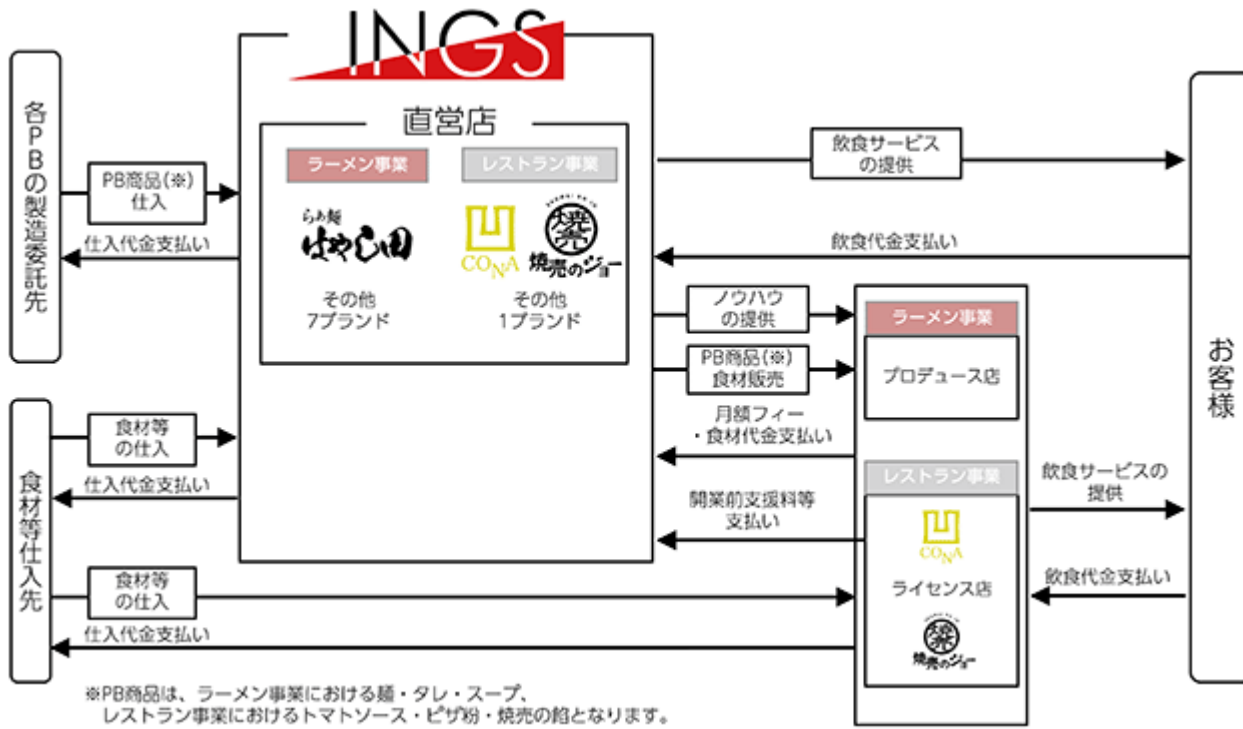 INGS
直営店
ラーメン事業
レストラン事業
らぁ麺
はやし田
CONA
焼売のジョー
その他
7ブランド
その他
1ブランド
各PBの製造委託先
PB商品(※)
仕入
仕入代金支払い
食材等仕入先
食材等
の仕入
仕入代金支払い
食材等
の仕入
仕入代金支払い
飲食サービス
の提供
飲食代金支払い
ノウハウ
の提供
PB商品(※)
食材販売
月額フィー
・食材代金支払い
開業前支援料等
支払い
ラーメン事業
プロデュース店
レストラン事業
CONA
ライセンス店
焼売のジョー
飲食サービスの
提供
飲食代金支払い
お客様
※PB商品は、ラーメン事業における麺・タレ・スープ、
レストラン事業におけるトマトソース・ピザ粉・焼売の餡となります。